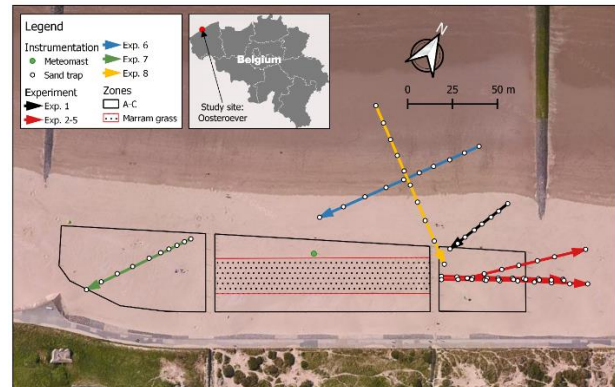 Legend
Instrumentation
Meteomast
Sand trap
Experiment
Exp. 1
Exp. 2-5
Exp. 6
Exp. 7
Exp. 8
Zones
A-C
Marram grass
Belgium
Study site:
Oosteroever
N
0 25 50 m